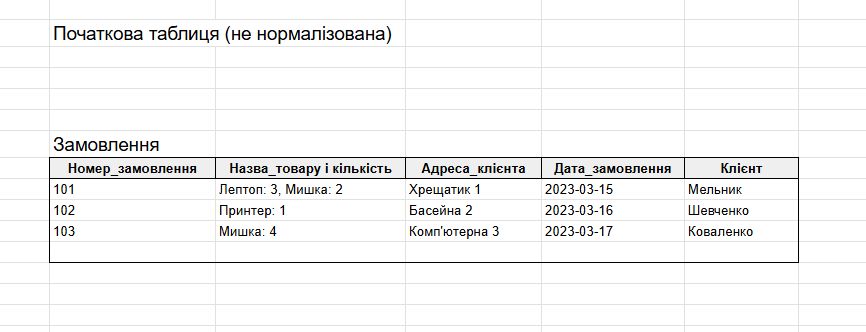 Початкова таблиця (не нормалізована)
Замовлення
Номер_замовлення Назва_товару і кількість Адреса_клієнта Дата_замовлення Клієнт
101 Лептоп: 3, Мишка: 2 Хрещатик 1 2023-03-15 Мельник
102 Принтер: 1 Басейна 2 2023-03-16 Шевченко
103 Мишка: 4 Комп'ютерна 3 2023-03-17 Коваленко